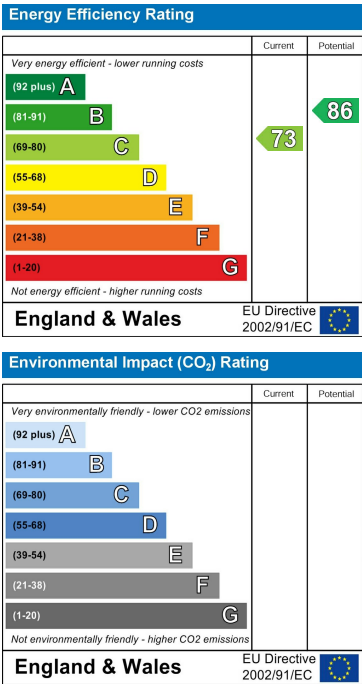 Energy Efficiency Rating
Current Potential
Very energy efficient - lower running costs
(92 plus) A
(81-91) B
86
(69-80) C
73
(55-68) D
(39-54) E
(21-38) F
(1-20) G
Not energy efficient - higher running costs
England & Wales
EU Directive
2002/91/EC
Environmental Impact (CO₂) Rating
Current Potential
Very environmentally friendly - lower CO2 emissions
(92 plus) A
(81-91) B
(69-80) C
(55-68) D
(39-54) E
(21-38) F
(1-20) G
Not environmentally friendly - higher CO2 emissions
England & Wales
EU Directive
2002/91/EC